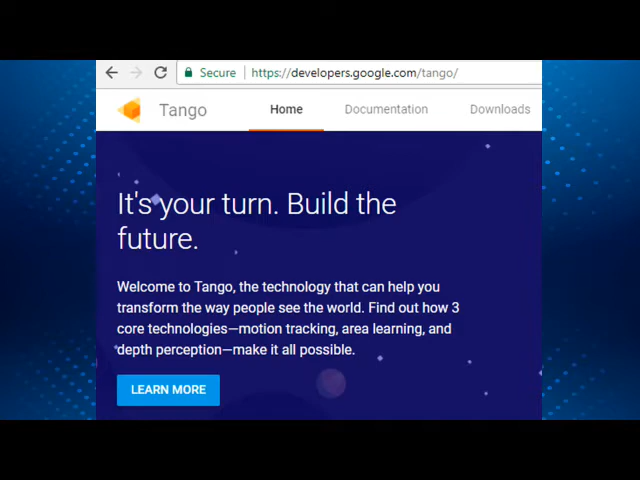 Secure https://developers.google.com/tango/
Tango Home Documentation Downloads
It's your turn. Build the
future.
Welcome to Tango, the technology that can help you
transform the way people see the world. Find out how 3
core technologies—motion tracking, area learning, and
depth perception—make it all possible.
LEARN MORE